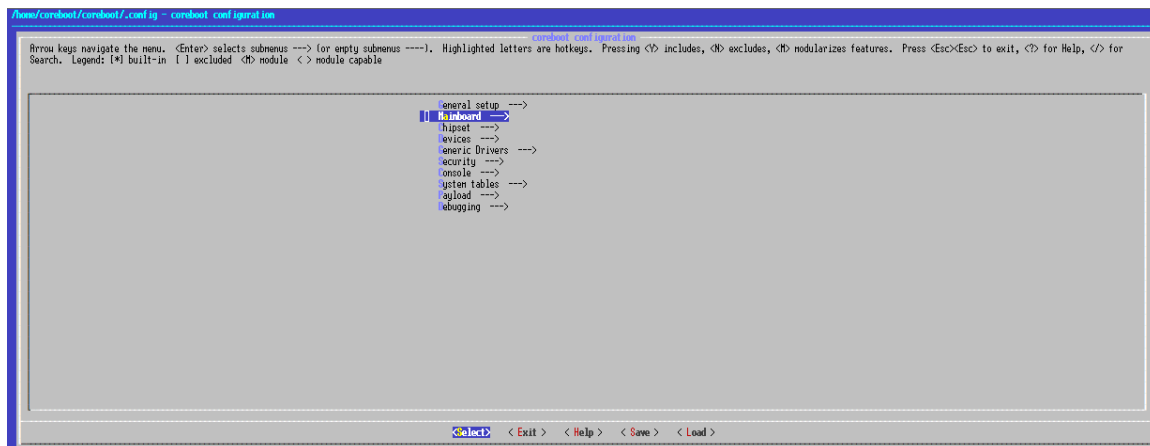 /home/coreboot/coreboot/.config - coreboot configuration
coreboot configuration
Arrow keys navigate the menu.  <Enter> selects submenus ---> (or empty submenus ----).  Highlighted letters are hotkeys.  Pressing <Y> includes, <N> excludes, <M> modularizes features.  Press <Esc><Esc> to exit, <?> for Help, </> for
Search.  Legend: [*] built-in  [ ] excluded  <M> module  < > module capable
General setup  --->
Mainboard  --->
Chipset  --->
Devices  --->
Generic Drivers  --->
Security  --->
Console  --->
System tables  --->
Payload  --->
Debugging  --->
<Select>    < Exit >    < Help >    < Save >    < Load >